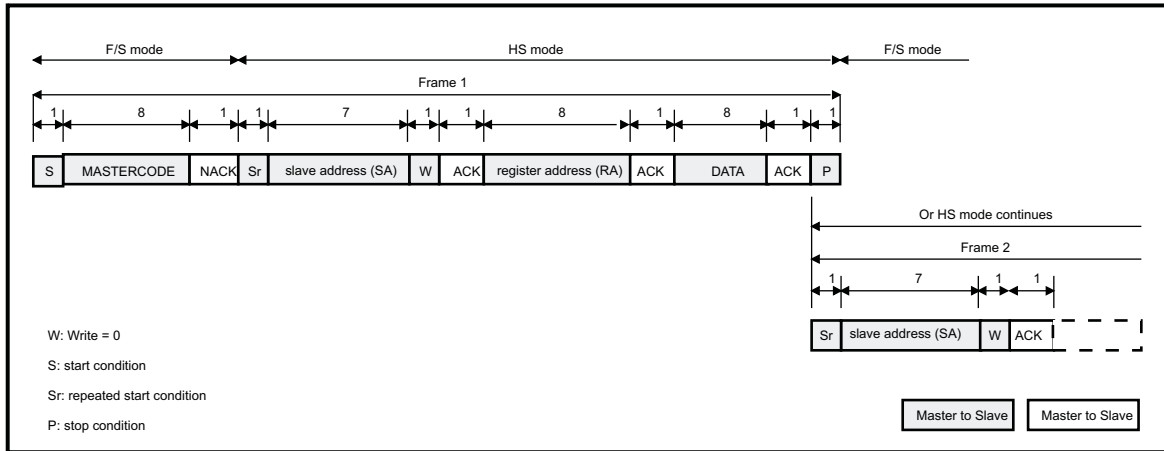 F/S mode HS mode F/S mode
Frame 1
1 8 1 1 7 1 1 8 1 8 1 1
S MASTERCODE NACK Sr slave address (SA) W ACK register address (RA) ACK DATA ACK P
Or HS mode continues
Frame 2
1 7 1 1
Sr slave address (SA) W ACK
W: Write = 0
S: start condition
Sr: repeated start condition
P: stop condition
Master to Slave Master to Slave